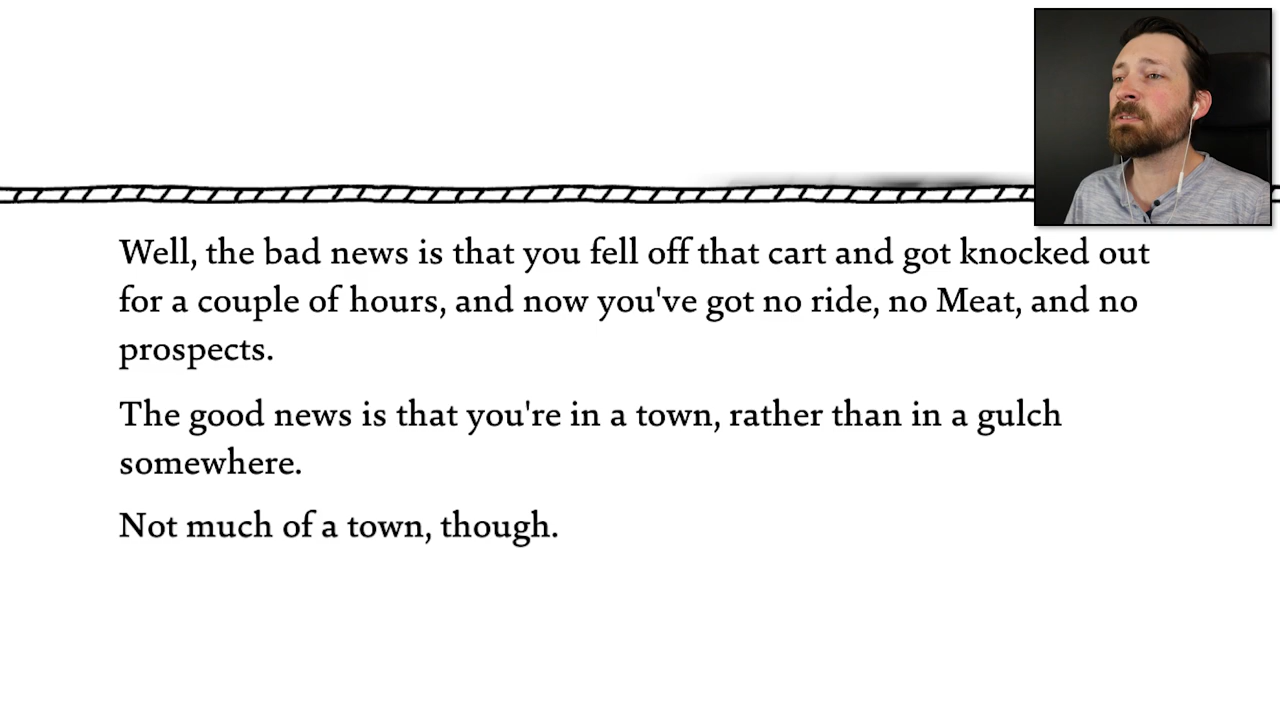 Well, the bad news is that you fell off that cart and got knocked out
for a couple of hours, and now you've got no ride, no Meat, and no
prospects.
The good news is that you're in a town, rather than in a gulch
somewhere.
Not much of a town, though.